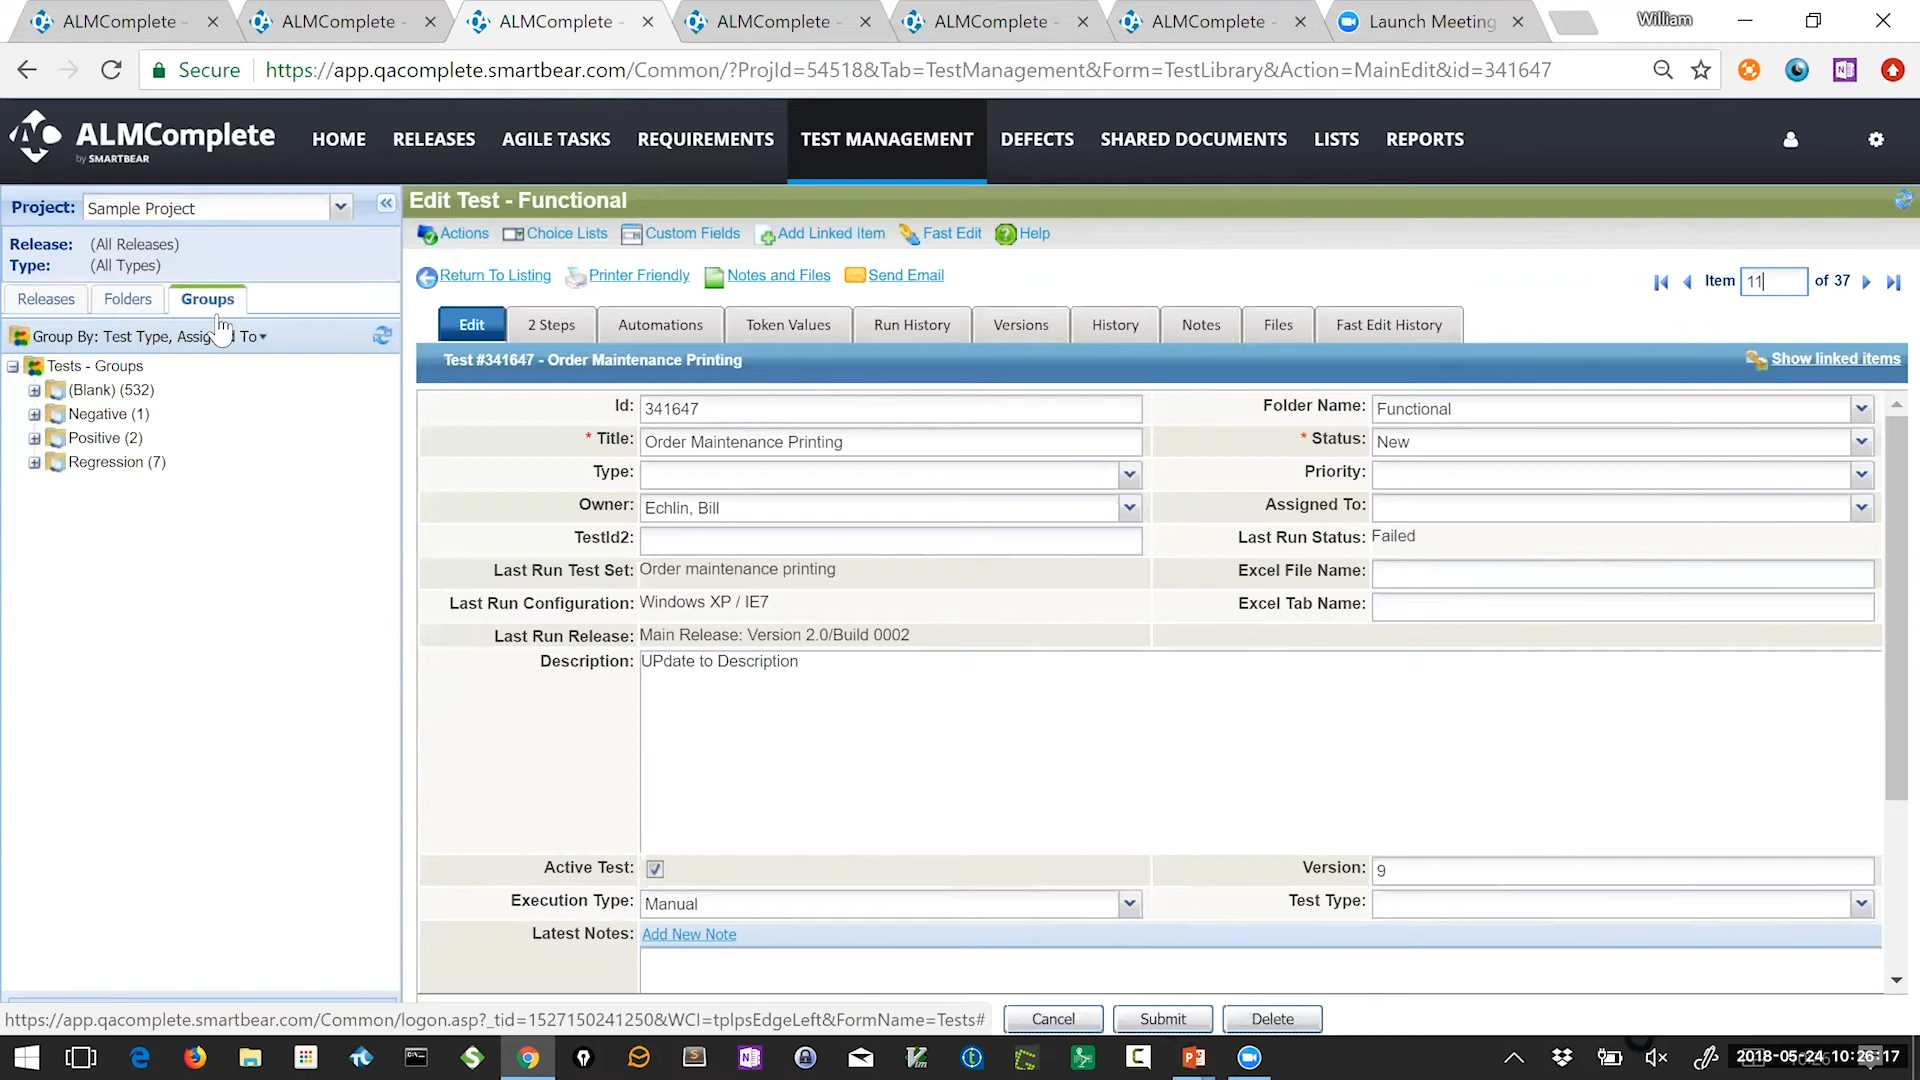 ALMComplete -
ALMComplete -
ALMComplete -
ALMComplete -
ALMComplete -
ALMComplete -
Launch Meeting
William
Secure
https://app.qacomplete.smartbear.com/Common/?ProjId=54518&Tab=TestManagement&Form=TestLibrary&Action=MainEdit&id=341647
ALMComplete
by SMARTBEAR
HOME
RELEASES
AGILE TASKS
REQUIREMENTS
TEST MANAGEMENT
DEFECTS
SHARED DOCUMENTS
LISTS
REPORTS
Project: Sample Project
Release: (All Releases)
Type: (All Types)
Releases
Folders
Groups
Group By: Test Type, To
Tests - Groups
(Blank) (532)
Negative (1)
Positive (2)
Regression (7)
Edit Test - Functional
Actions
Choice Lists
Custom Fields
Add Linked Item
Fast Edit
Help
Return To Listing
Printer Friendly
Notes and Files
Send Email
Item 11 of 37
Edit
2 Steps
Automations
Token Values
Run History
Versions
History
Notes
Files
Fast Edit History
Test #341647 - Order Maintenance Printing
Show linked items
Id: 341647
Folder Name: Functional
* Title: Order Maintenance Printing
* Status: New
Type:
Priority:
Owner: Echlin, Bill
Assigned To:
TestId2:
Last Run Status: Failed
Last Run Test Set: Order maintenance printing
Excel File Name:
Last Run Configuration: Windows XP / IE7
Excel Tab Name:
Last Run Release: Main Release: Version 2.0/Build 0002
Description: UPdate to Description
Active Test:
Version: 9
Execution Type: Manual
Test Type:
Latest Notes: Add New Note
https://app.qacomplete.smartbear.com/Common/logon.asp?_tid=1527150241250&WCI=tplpsEdgeLeft&FormName=Tests#
Cancel
Submit
Delete
2018-05-24 10:26:17